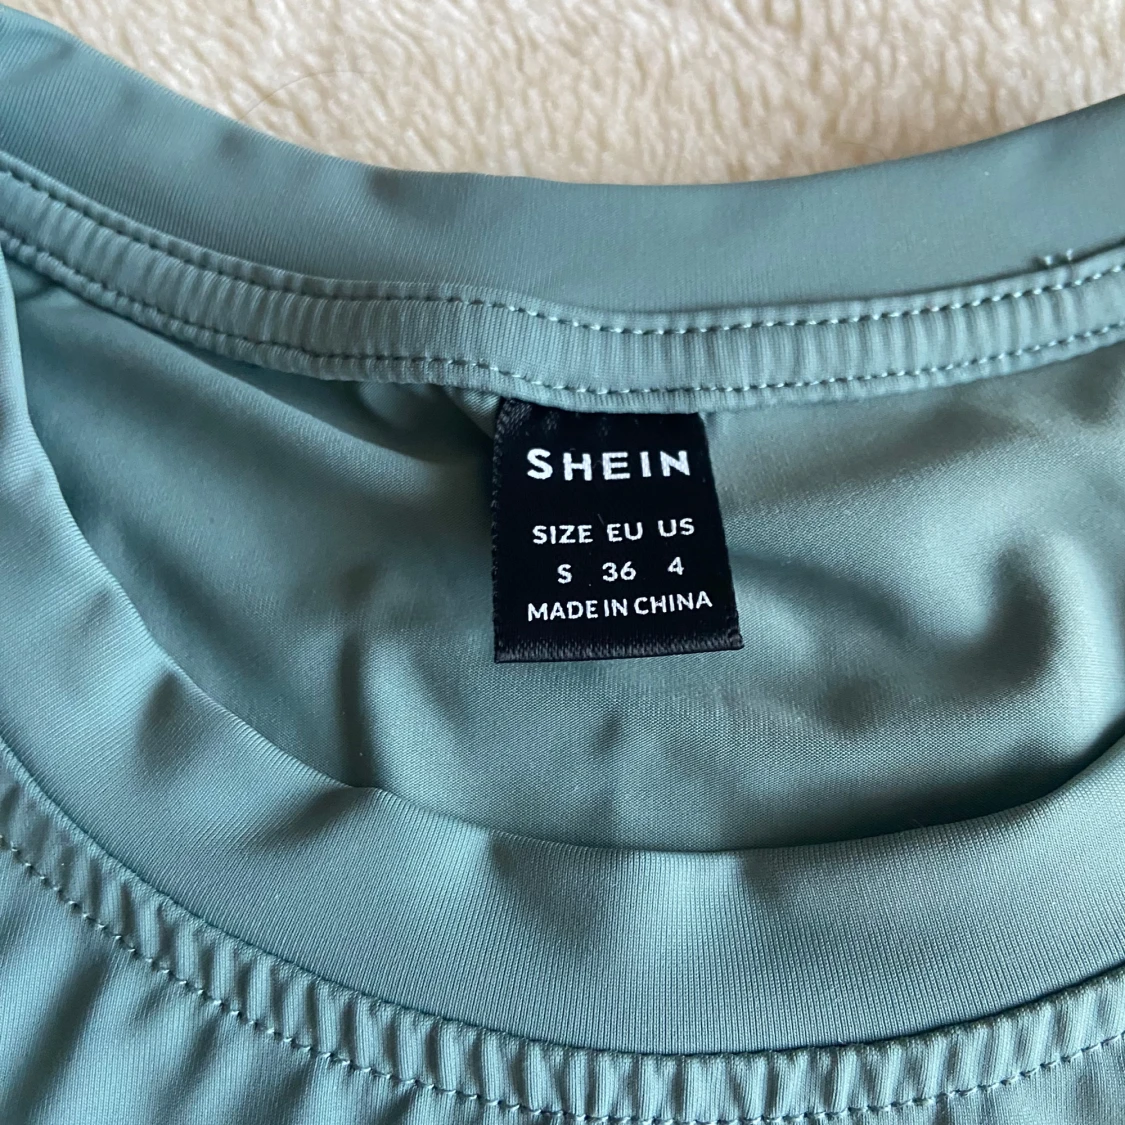 SHEIN
SIZE EU US
S 36 4
MADE IN CHINA